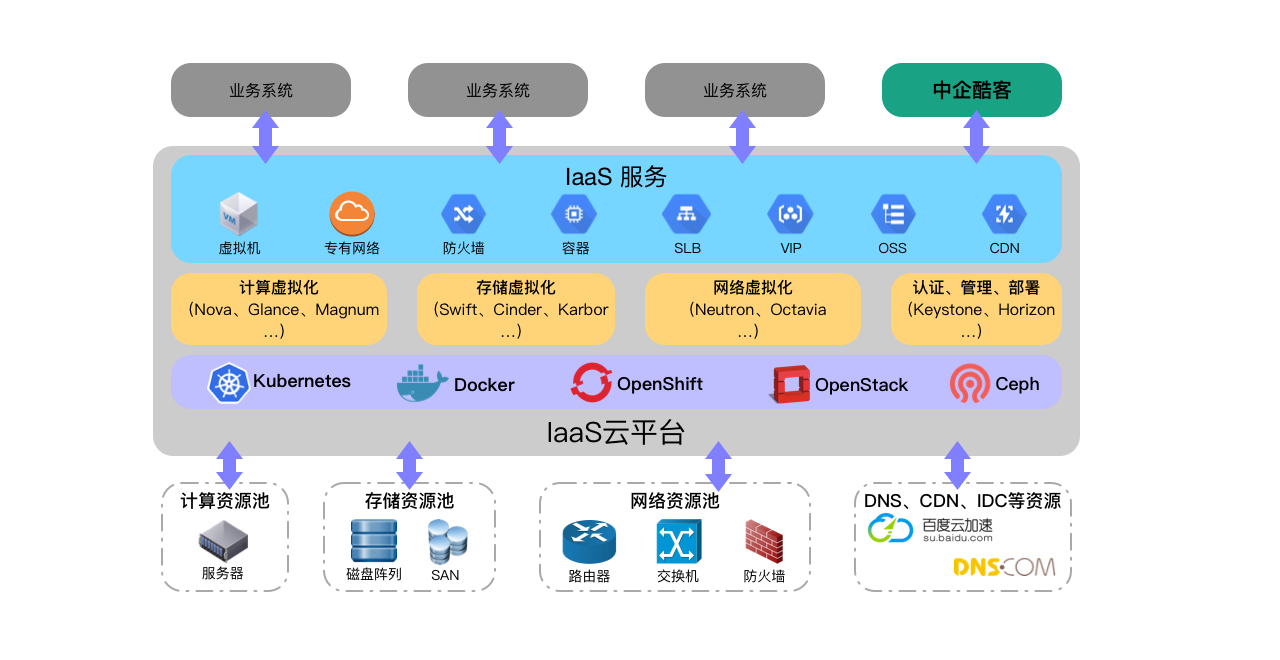 业务系统
业务系统
业务系统
中企酷客
IaaS 服务
VM
虚拟机
专有网络
防火墙
容器
SLB
VIP
OSS
CDN
计算虚拟化
（Nova、Glance、Magnum
…）
存储虚拟化
（Swift、Cinder、Karbor
…）
网络虚拟化
（Neutron、Octavia
…）
认证、管理、部署
（Keystone、Horizon
…）
Kubernetes
Docker
OpenShift
OpenStack
Ceph
IaaS云平台
计算资源池
服务器
存储资源池
磁盘阵列
SAN
网络资源池
路由器
交换机
防火墙
DNS、CDN、IDC等资源
百度云加速
su.baidu.com
DNS.COM